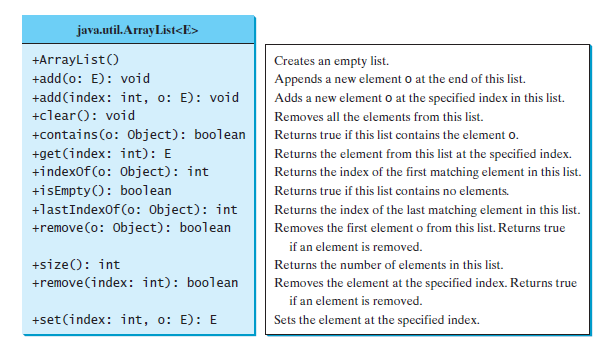 java.util.ArrayList<E>
+ArrayList() Creates an empty list.
+add(o: E): void Appends a new element o at the end of this list.
+add(index: int, o: E): void Adds a new element o at the specified index in this list.
+clear(): void Removes all the elements from this list.
+contains(o: Object): boolean Returns true if this list contains the element o.
+get(index: int): E Returns the element from this list at the specified index.
+indexOf(o: Object): int Returns the index of the first matching element in this list.
+isEmpty(): boolean Returns true if this list contains no elements.
+lastIndexOf(o: Object): int Returns the index of the last matching element in this list.
+remove(o: Object): boolean Removes the first element o from this list. Returns true
if an element is removed.
+size(): int Returns the number of elements in this list.
+remove(index: int): boolean Removes the element at the specified index. Returns true
if an element is removed.
+set(index: int, o: E): E Sets the element at the specified index.